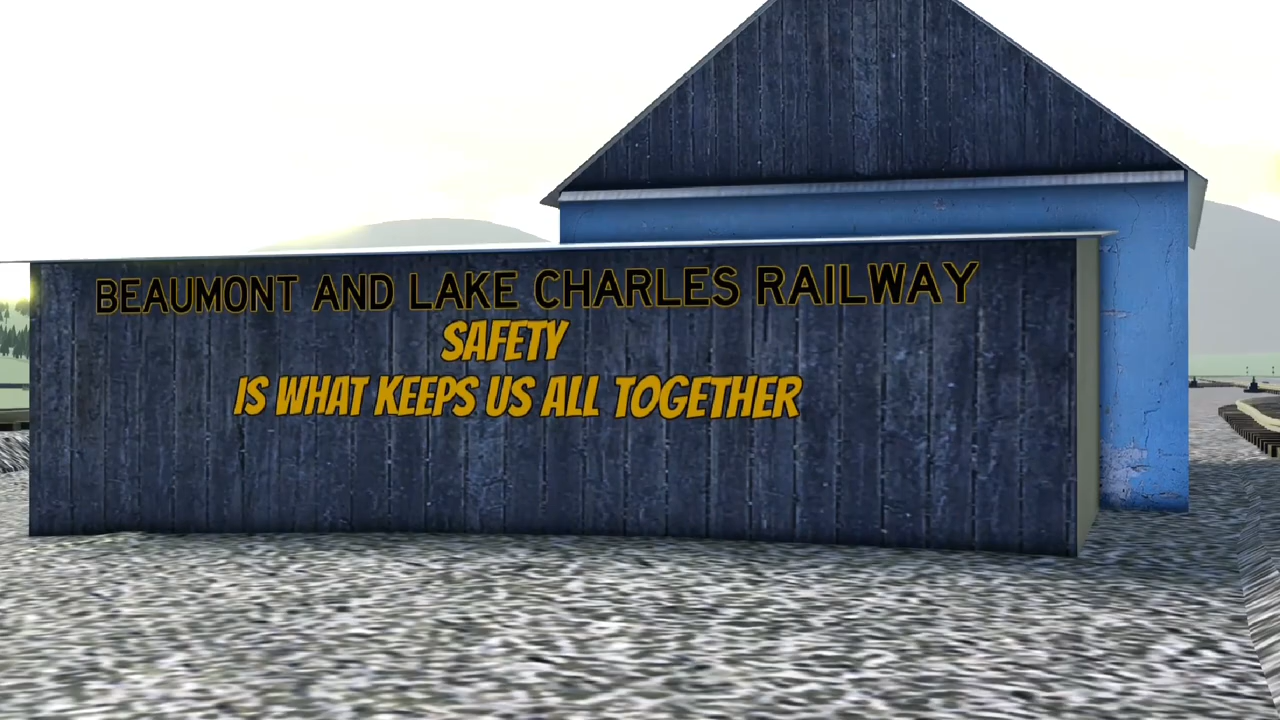 BEAUMONT AND LAKE CHARLES RAILWAY
SAFETY
IS WHAT KEEPS US ALL TOGETHER